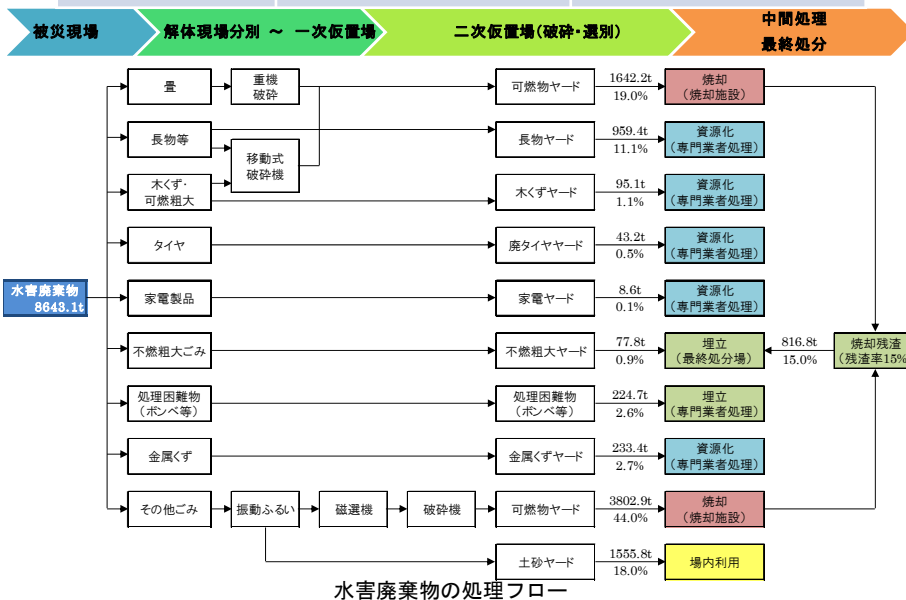 被災現場
解体現場分別 ～ 一次仮置場
二次仮置場(破砕・選別)
中間処理
最終処分
水害廃棄物
8643.1t
畳
重機
破砕
可燃物ヤード
1642.2t
19.0%
焼却
(焼却施設)
長物等
移動式
破砕機
長物ヤード
959.4t
11.1%
資源化
(専門業者処理)
木くず・
可燃粗大
木くずヤード
95.1t
1.1%
資源化
(専門業者処理)
タイヤ
廃タイヤヤード
43.2t
0.5%
資源化
(専門業者処理)
家電製品
家電ヤード
8.6t
0.1%
資源化
(専門業者処理)
不燃粗大ごみ
不燃粗大ヤード
77.8t
0.9%
埋立
(最終処分場)
816.8t
15.0%
焼却残渣
(残渣率15%
処理困難物
(ボンベ等)
処理困難物
(ボンベ等)
224.7t
2.6%
埋立
(専門業者処理)
金属くず
金属くずヤード
233.4t
2.7%
資源化
(専門業者処理)
その他ごみ
振動ふるい
磁選機
破砕機
可燃物ヤード
3802.9t
44.0%
焼却
(焼却施設)
土砂ヤード
1555.8t
18.0%
場内利用
水害廃棄物の処理フロー